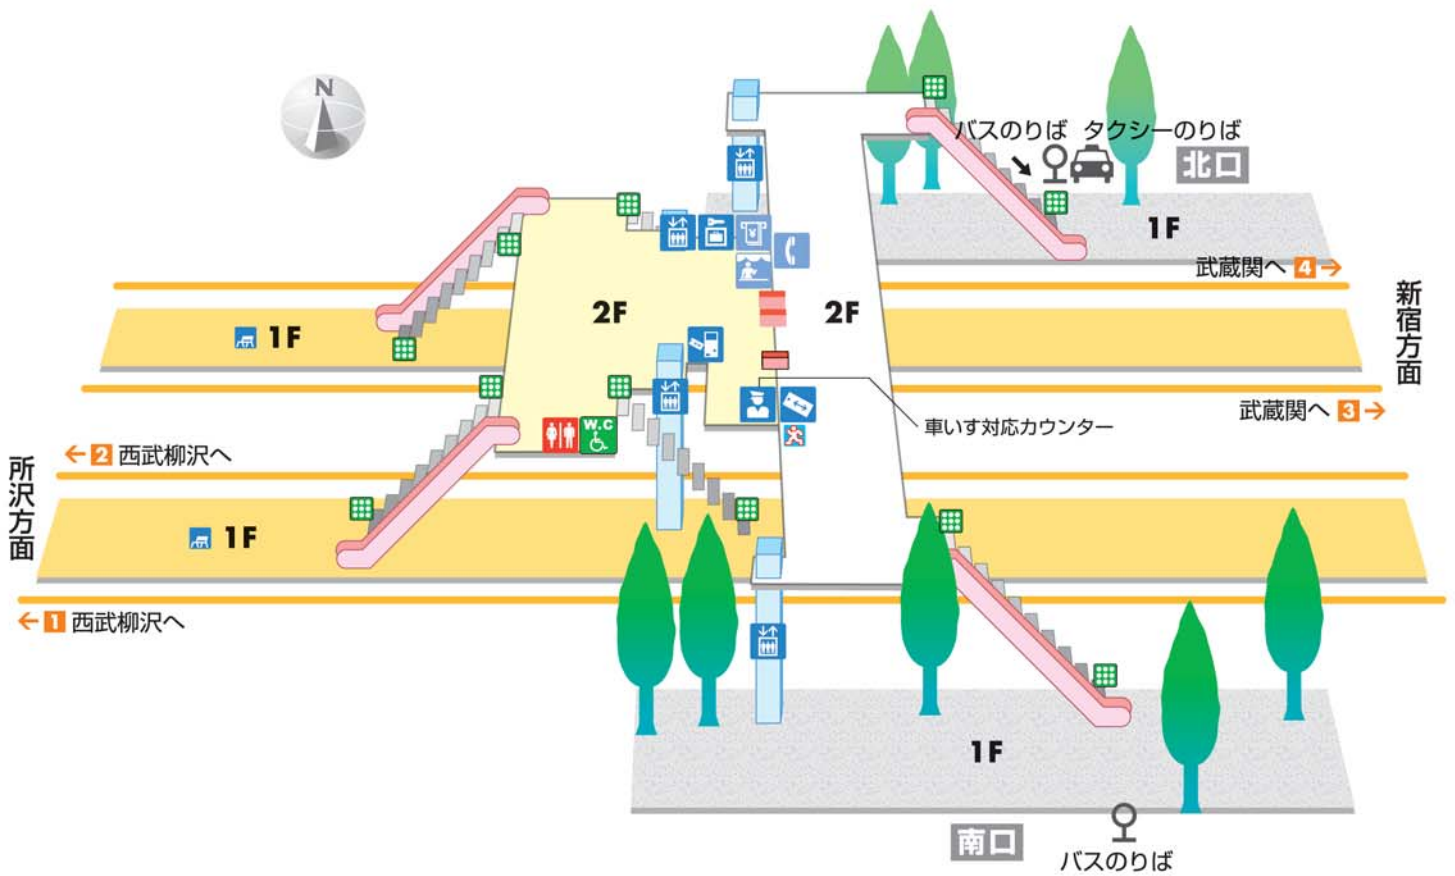 N
バスのりば タクシーのりば
北口
1F
武蔵関へ 4 →
新宿方面
2F
2F
1F
武蔵関へ 3 →
車いす対応カウンター
W.C
← 2 西武柳沢へ
所沢方面
1F
← 1 西武柳沢へ
1F
南口
バスのりば